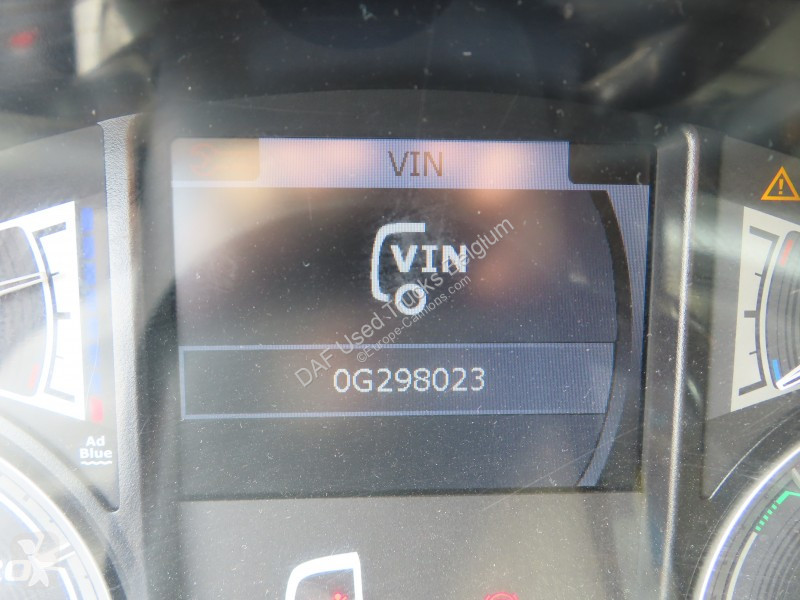 VIN
VIN
DAF Used Trucks Belgium
©Europe-Camions.com
0G298023
Ad
Blue